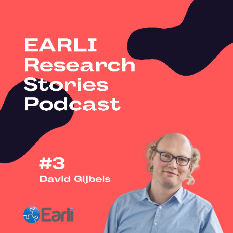 EARLI
Research
Stories
Podcast
#3
David Gijbels
Earli